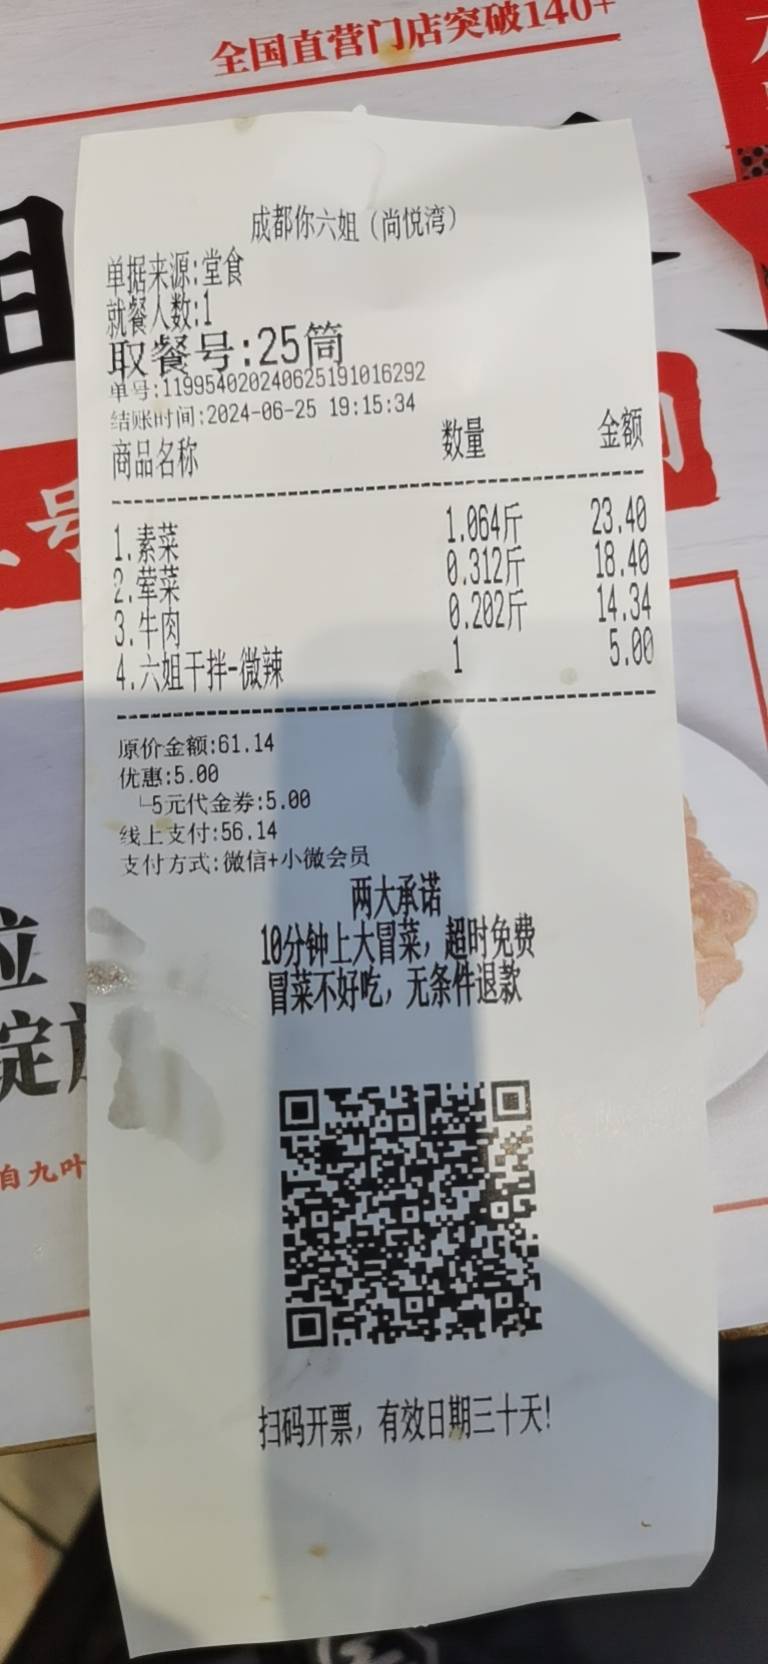 全国直营门店突破140+
成都你六姐（尚悦湾）
单据来源:堂食
就餐人数:1
取餐号:25筒
单号:119954020240625191016292
结账时间:2024-06-25 19:15:34
商品名称 数量 金额
1.素菜 1.064斤 23.40
2.荤菜 0.312斤 18.40
3.牛肉 0.202斤 14.34
4.六姐干拌-微辣 1 5.00
原价金额:61.14
优惠:5.00
└5元代金券:5.00
线上支付:56.14
支付方式:微信+小微会员
两大承诺
10分钟上大冒菜，超时免费
冒菜不好吃，无条件退款
扫码开票，有效日期三十天!
号
自九叶